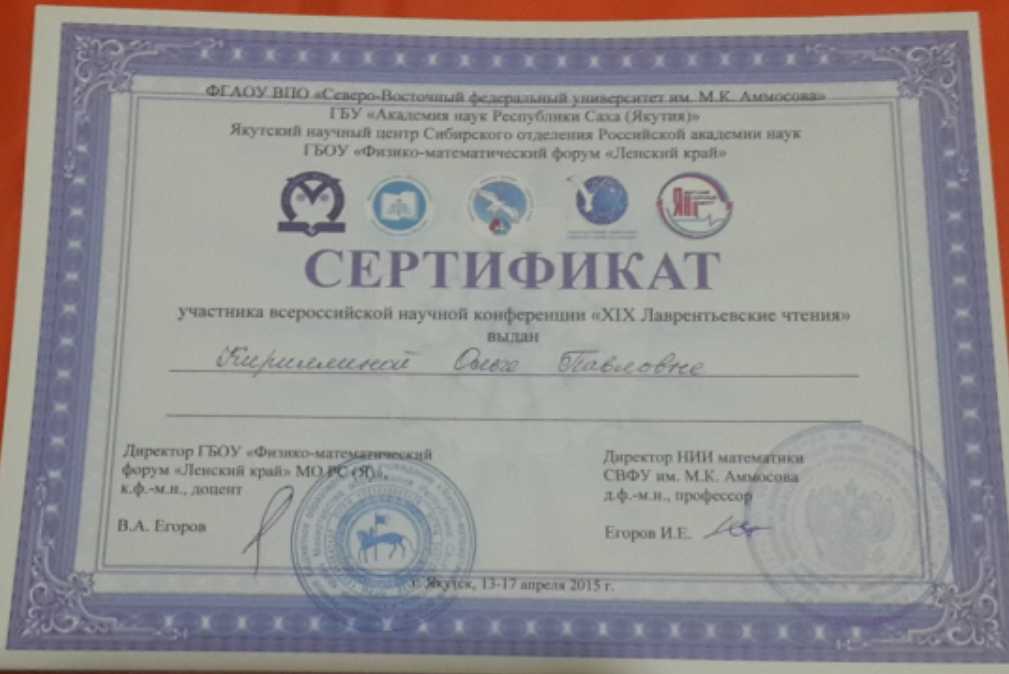 ФГАОУ ВПО «Северо-Восточный федеральный университет им. М.К. Аммосова»
ГБУ «Академия наук Республики Саха (Якутия)»
Якутский научный центр Сибирского отделения Российской академии наук
ГБОУ «Физико-математический форум «Ленский край»
СЕРТИФИКАТ
участника всероссийской научной конференции «XIX Лаврентьевские чтения»
выдан
Кириллиной Ольге Павловне
Директор ГБОУ «Физико-математический
форум «Ленский край» МО РС (Я),
к.ф.-м.н., доцент
В.А. Егоров
Директор НИИ математики
СВФУ им. М.К. Аммосова
д.ф.-м.н., профессор
Егоров И.Е.
г. Якутск, 13-17 апреля 2015 г.